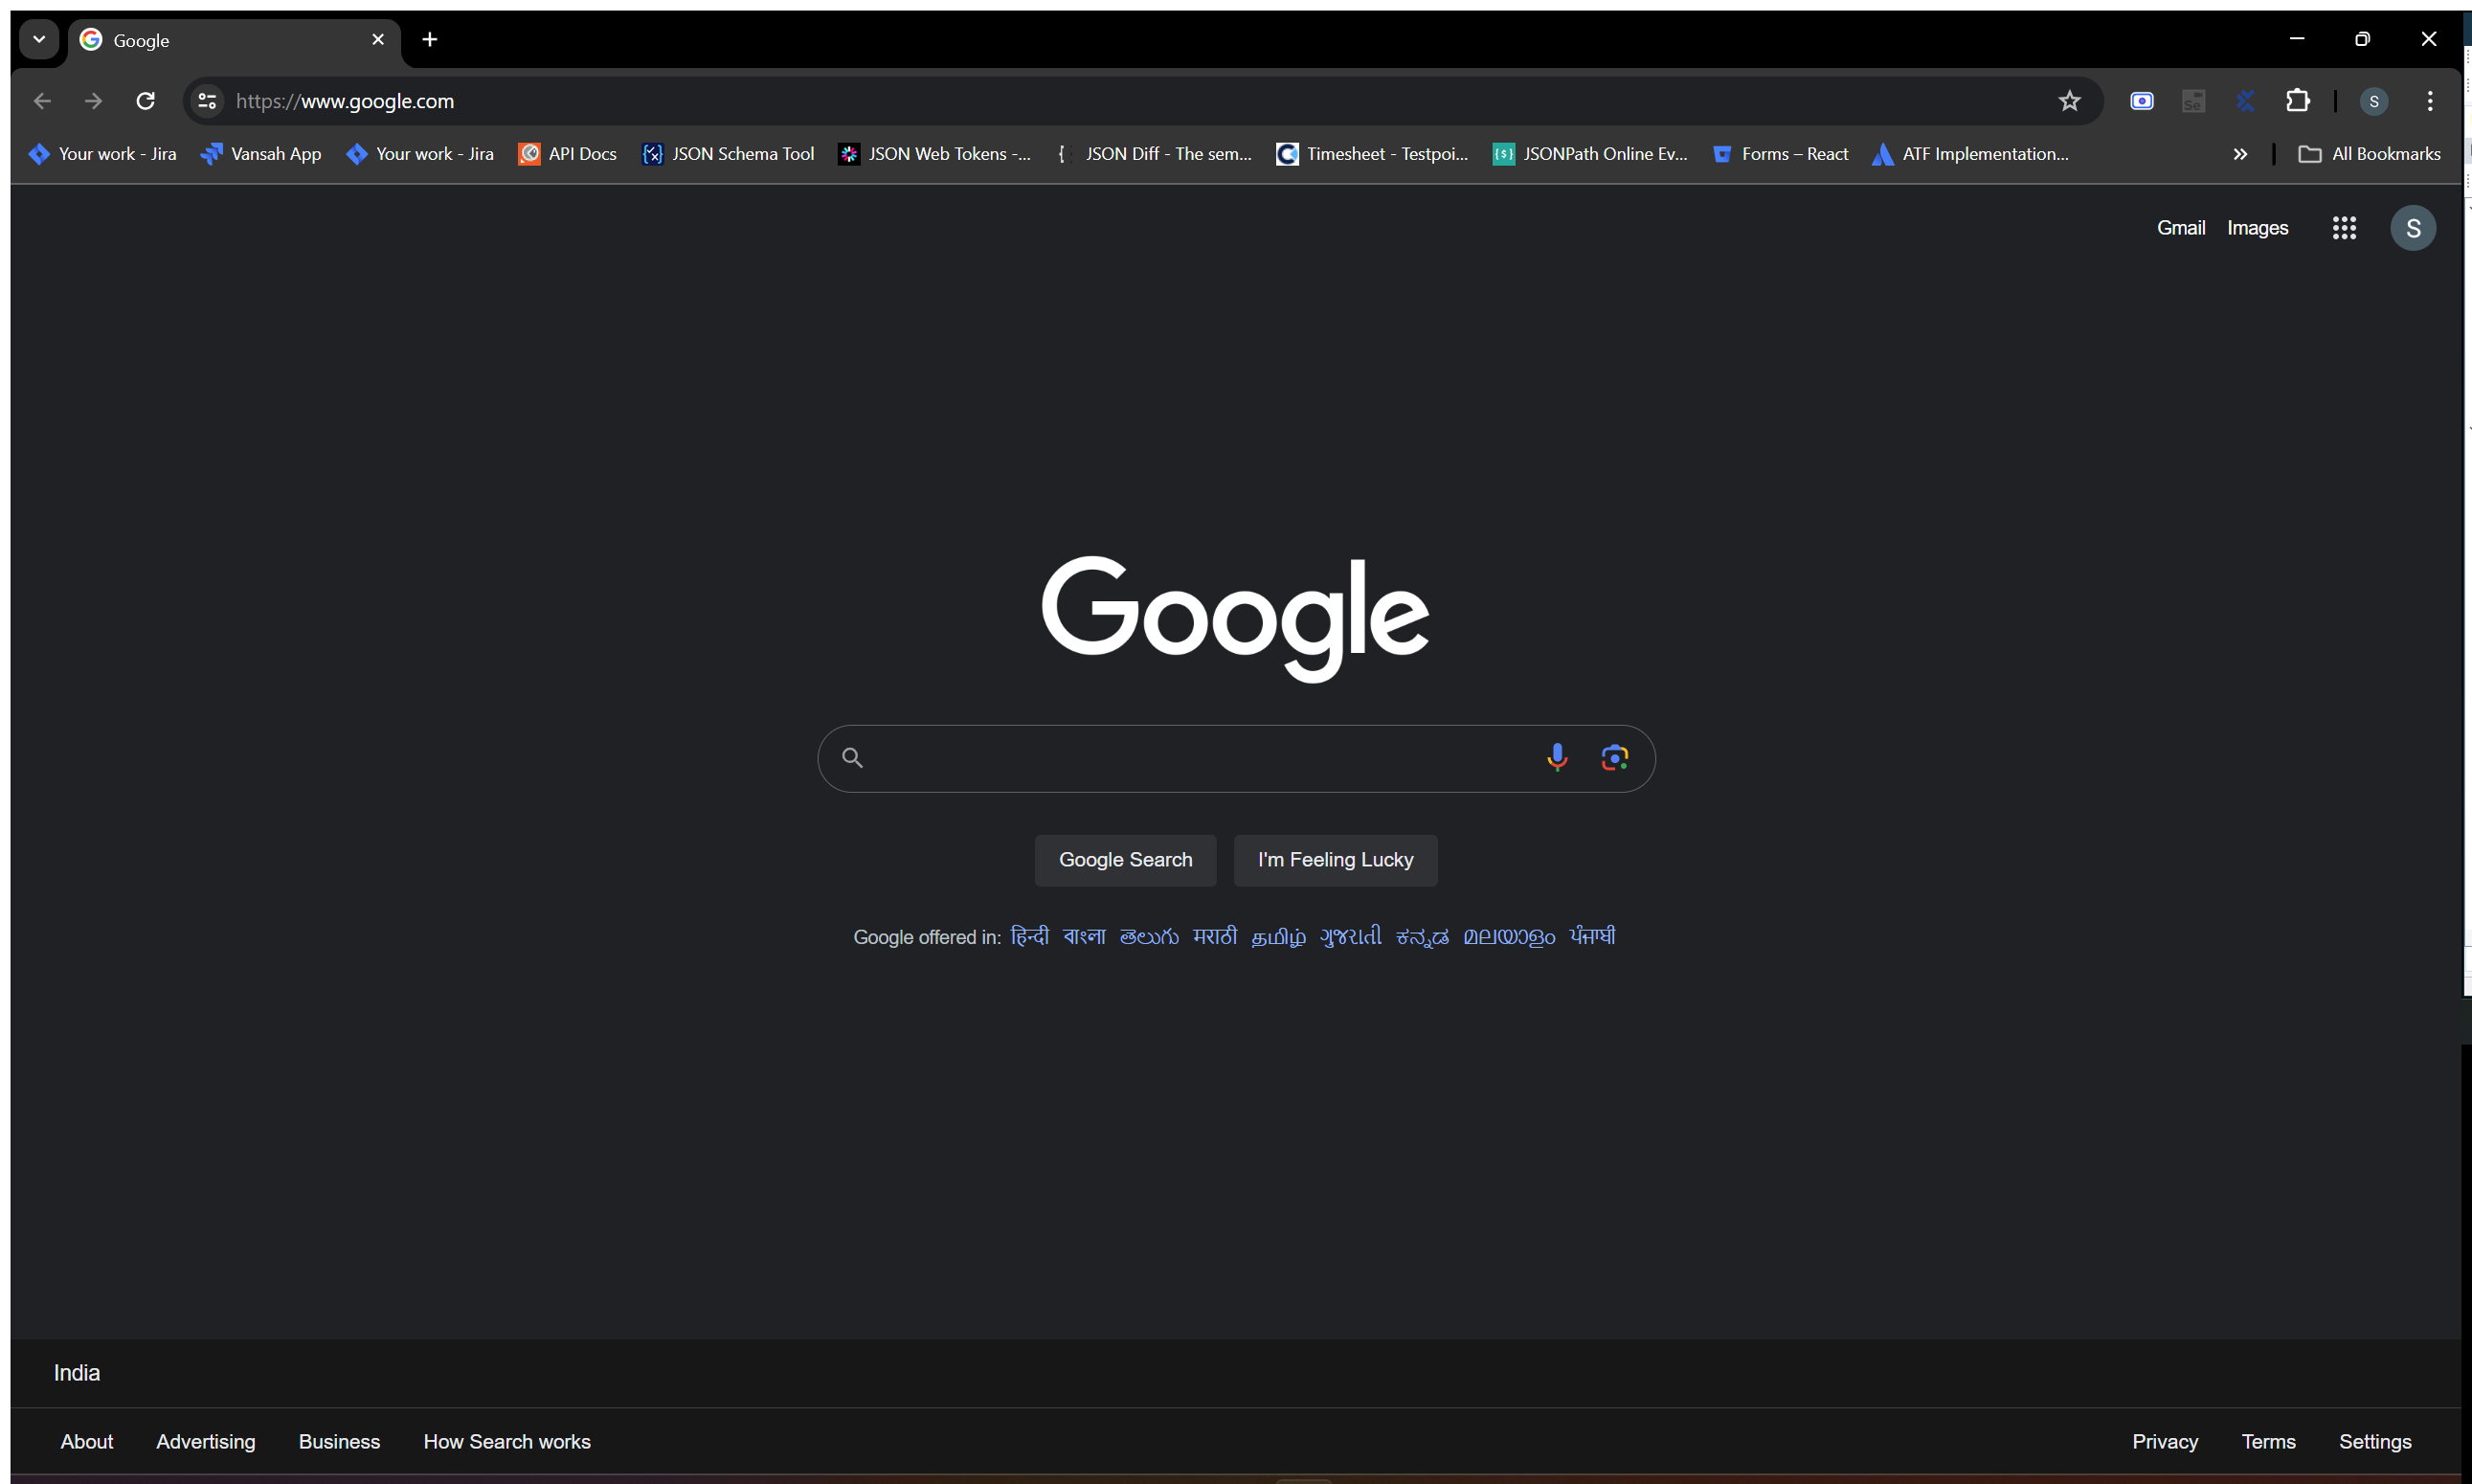 Google
https://www.google.com
Your work - Jira Vansah App Your work - Jira API Docs JSON Schema Tool JSON Web Tokens -... JSON Diff - The sem... Timesheet - Testpoi... JSONPath Online Ev... Forms – React ATF Implementation... All Bookmarks
Gmail Images S
Google
Google Search I'm Feeling Lucky
Google offered in: हिन्दी বাংলা తెలుగు मराठी தமிழ் ગુજરાતી ಕನ್ನಡ മലയാളം ਪੰਜਾਬੀ
India
About Advertising Business How Search works Privacy Terms Settings